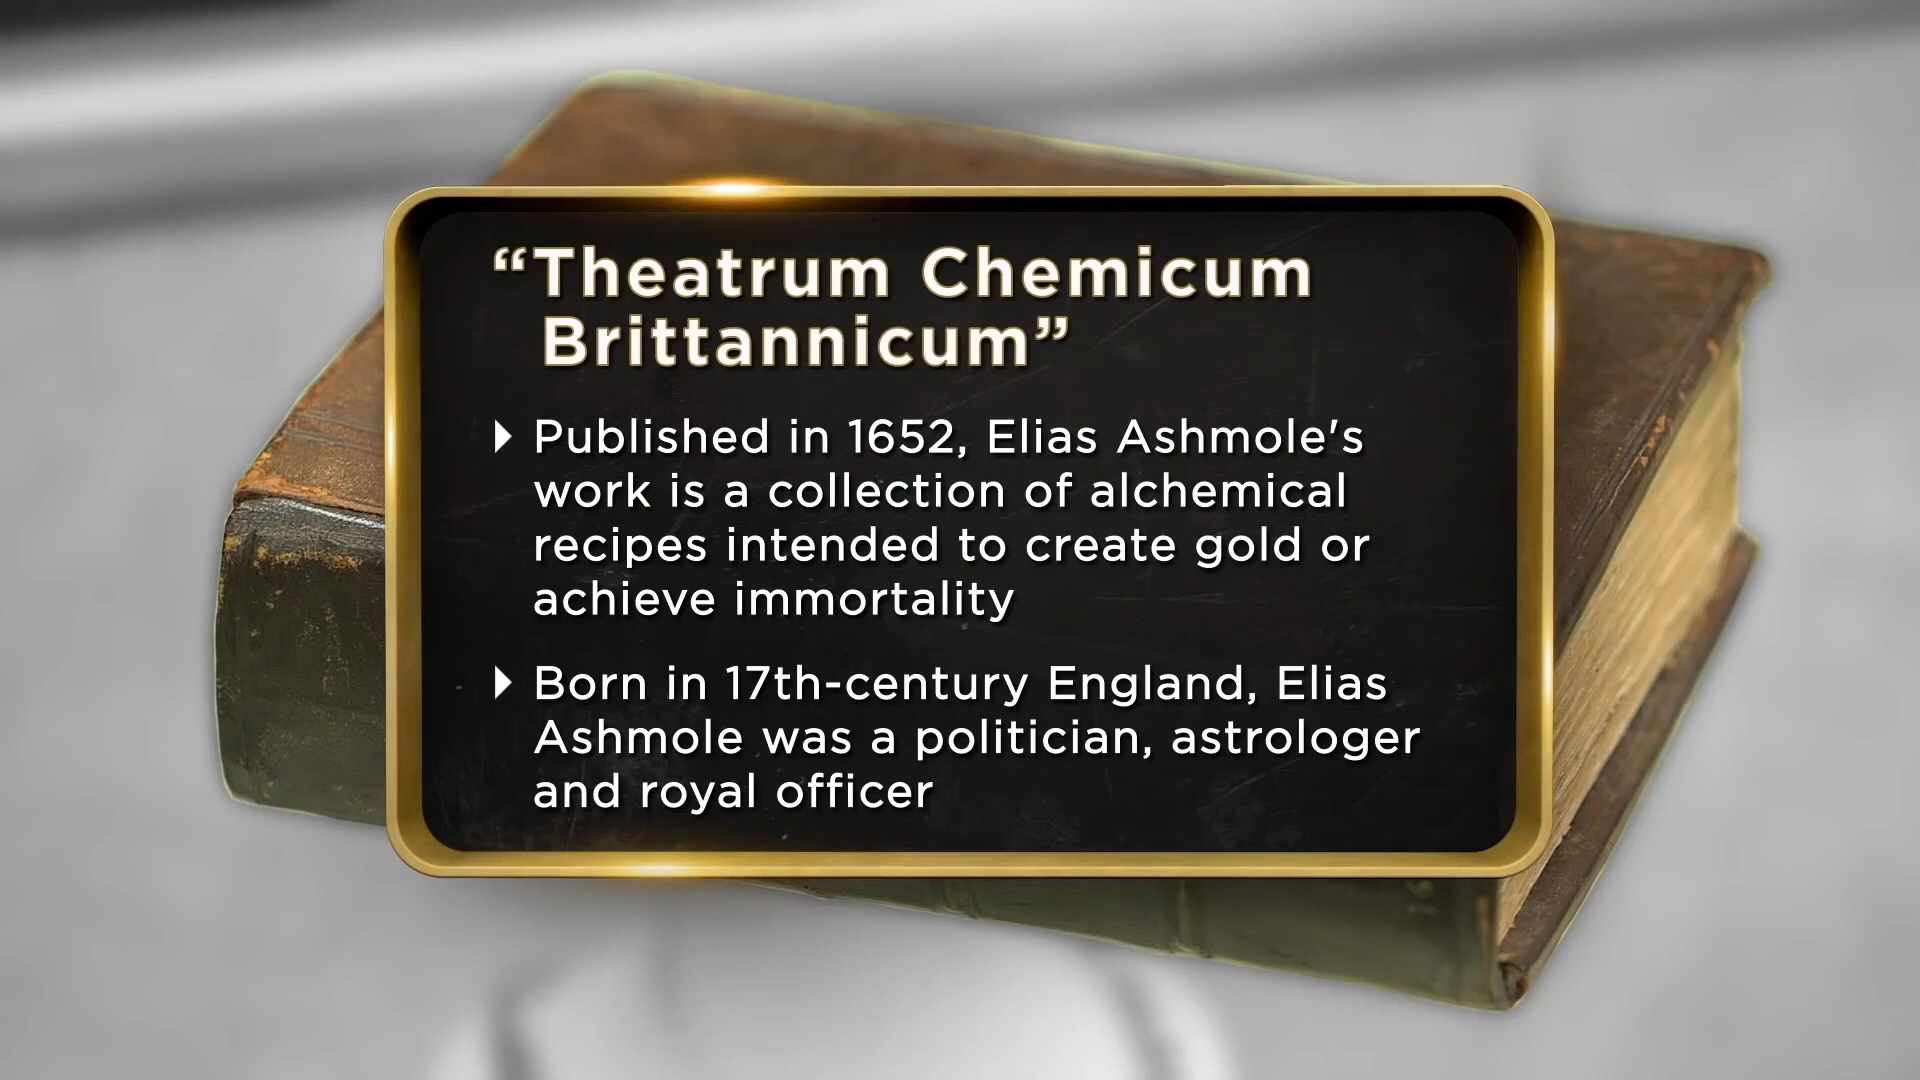 “Theatrum Chemicum
Brittannicum”
Published in 1652, Elias Ashmole's
work is a collection of alchemical
recipes intended to create gold or
achieve immortality
Born in 17th-century England, Elias
Ashmole was a politician, astrologer
and royal officer